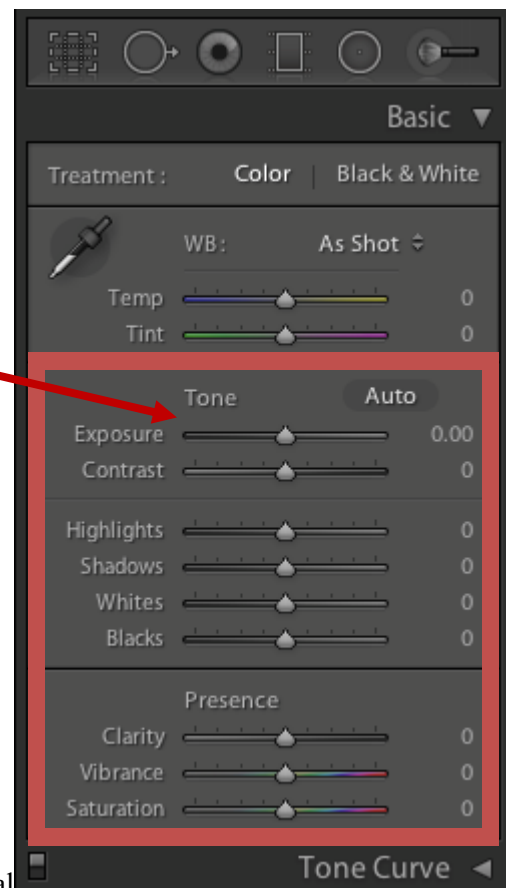 Basic
Treatment : Color | Black & White
WB : As Shot
Temp 0
Tint 0
Tone Auto
Exposure 0.00
Contrast 0
Highlights 0
Shadows 0
Whites 0
Blacks 0
Presence
Clarity 0
Vibrance 0
Saturation 0
Tone Curve